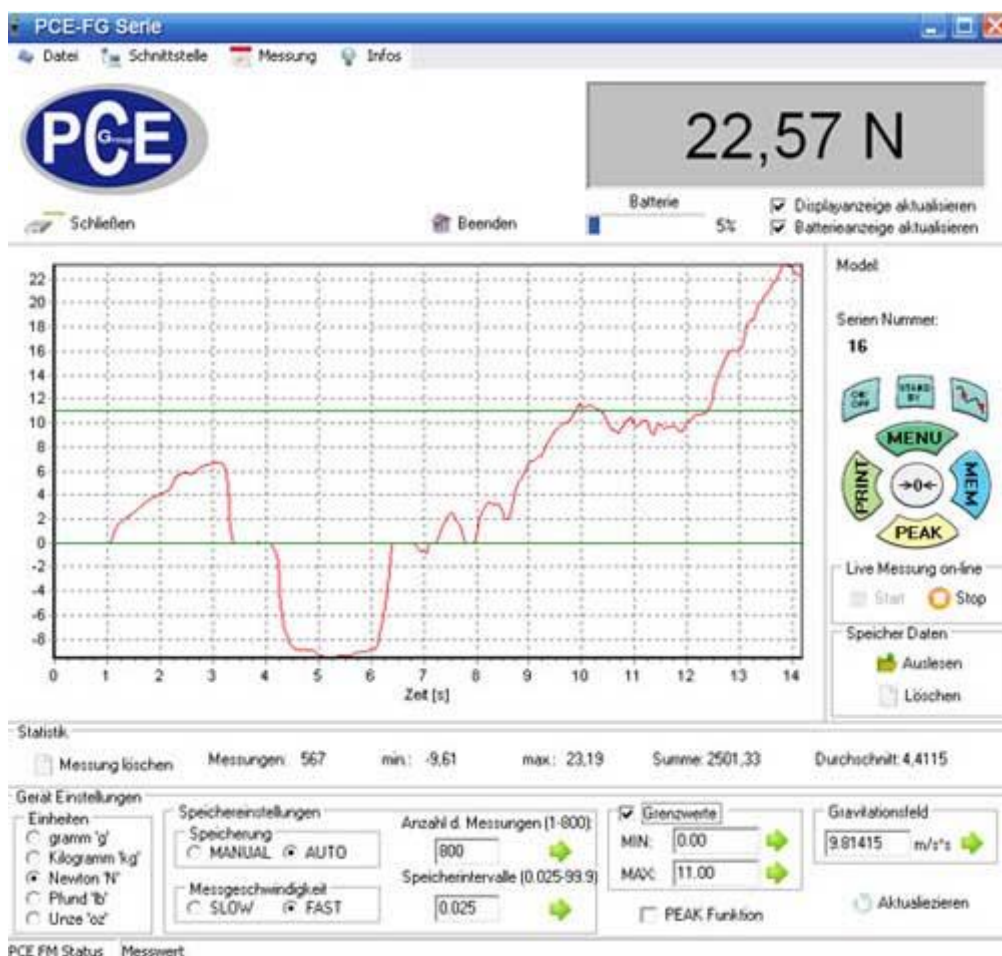 PCE-FG Serie
Datei Schnittstelle Messung Infos
PCE
Group
22,57 N
Schließen Beenden
Batterie
5%
Displayanzeige aktualisieren
Batterieanzeige aktualisieren
22
20
18
16
14
12
10
8
6
4
2
0
-2
-4
-6
-8
0 1 2 3 4 5 6 7 8 9 10 11 12 13 14
Zeit [s]
Model:
Serien Nummer:
16
ON/
OFF
STAND
BY
MENU
PRINT
→0←
MEM
PEAK
Live Messung on-line
Start Stop
Speicher Daten
Auslesen
Löschen
Statistik
Messung löschen Messungen: 567 min.: -9,61 max.: 23,19 Summe: 2501,33 Durchschnitt: 4,4115
Gerät Einstellungen
Einheiten
gramm 'g'
Kilogramm 'kg'
Newton 'N'
Pfund 'lb'
Unze 'oz'
Speichereinstellungen
Speicherung
MANUAL AUTO
Messgeschwindigkeit
SLOW FAST
Anzahl d. Messungen (1-800):
800
Speicherintervalle (0.025-99.9)
0.025
Grenzwerte
MIN: 0.00
MAX: 11.00
PEAK Funktion
Gravitationsfeld
9.81415 m/s*s
Aktualiezieren
PCE FM Status Messwert